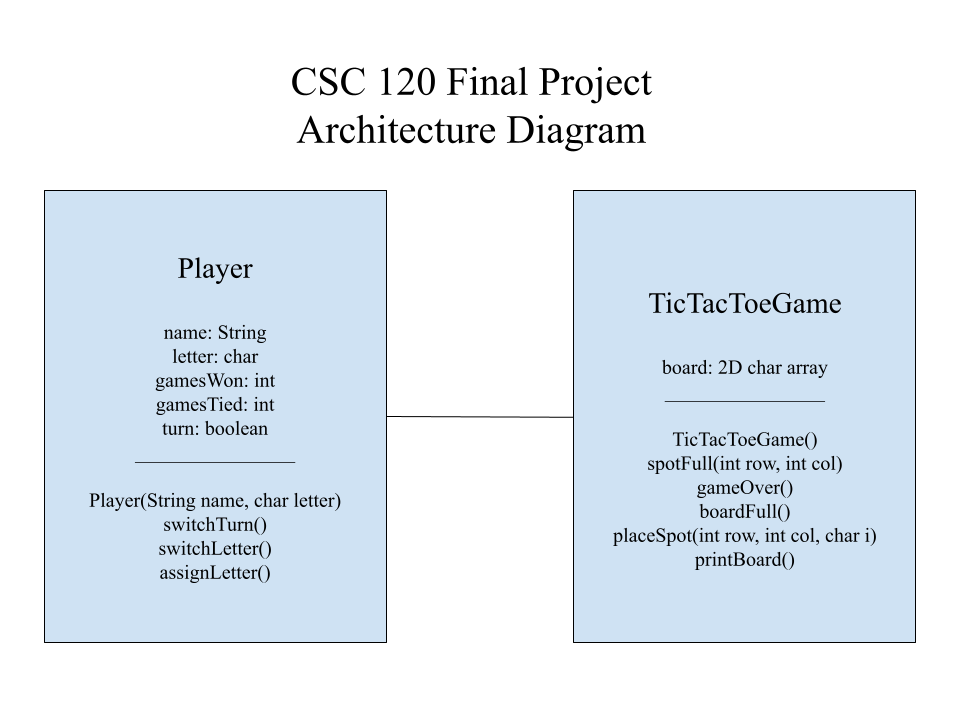 CSC 120 Final Project
Architecture Diagram
Player
name: String
letter: char
gamesWon: int
gamesTied: int
turn: boolean
Player(String name, char letter)
switchTurn()
switchLetter()
assignLetter()
TicTacToeGame
board: 2D char array
TicTacToeGame()
spotFull(int row, int col)
gameOver()
boardFull()
placeSpot(int row, int col, char i)
printBoard()